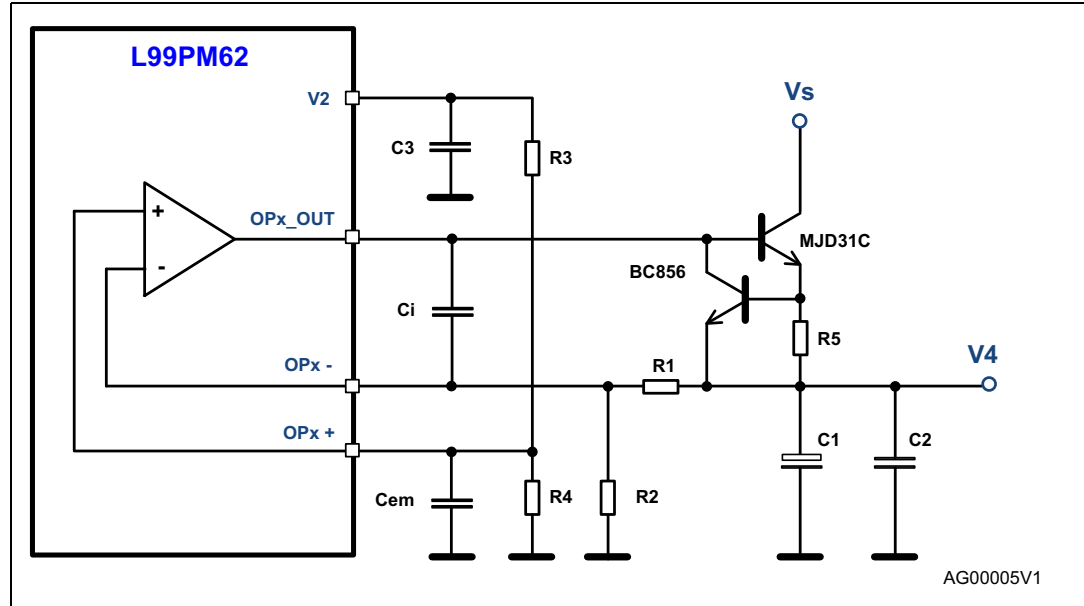 L99PM62
V2
Vs
C3
R3
OPx_OUT
+
-
MJD31C
BC856
Ci
R5
V4
OPx -
R1
OPx +
C1
C2
Cem
R4
R2
AG00005V1